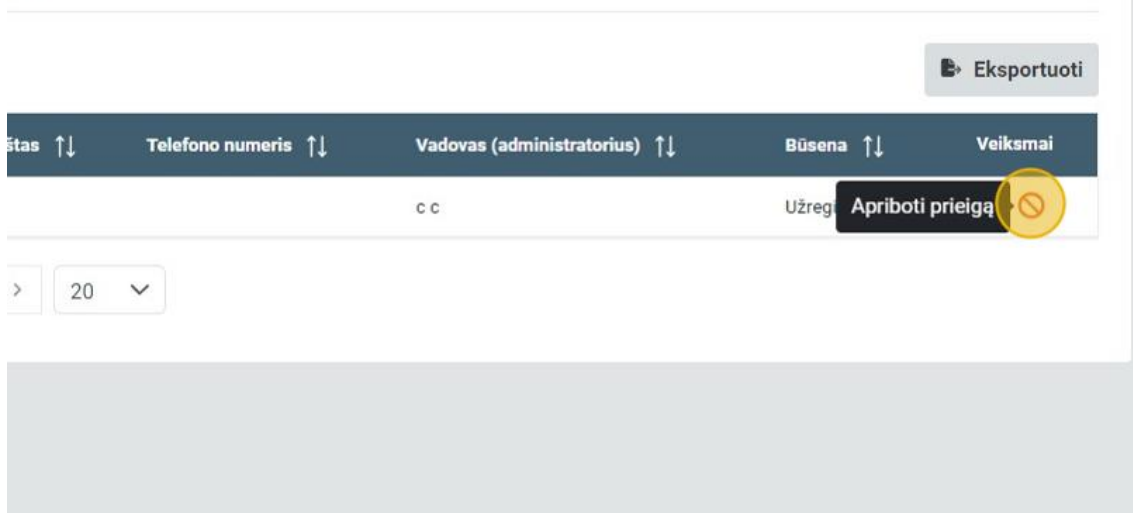 Eksportuoti
štas Telefono numeris Vadovas (administratorius) Būsena Veiksmai
c c Užregi Apriboti prieigą
20